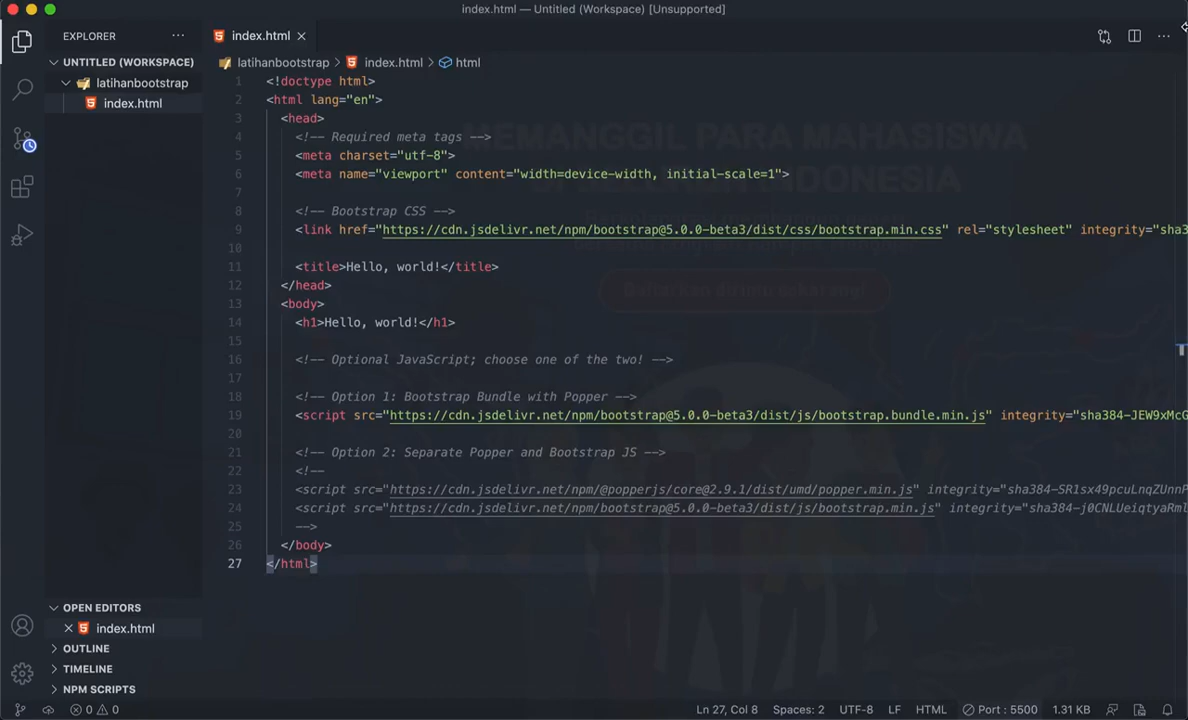 index.html — Untitled (Workspace) [Unsupported]
EXPLORER
UNTITLED (WORKSPACE)
latihanbootstrap
index.html
index.html
latihanbootstrap > index.html > html
1 <!doctype html>
2 <html lang="en">
3 <head>
4 <!-- Required meta tags -->
5 <meta charset="utf-8">
6 <meta name="viewport" content="width=device-width, initial-scale=1">
7
8 <!-- Bootstrap CSS -->
9 <link href="https://cdn.jsdelivr.net/npm/bootstrap@5.0.0-beta3/dist/css/bootstrap.min.css" rel="stylesheet" integrity="sha3
10
11 <title>Hello, world!</title>
12 </head>
13 <body>
14 <h1>Hello, world!</h1>
15
16 <!-- Optional JavaScript; choose one of the two! -->
17
18 <!-- Option 1: Bootstrap Bundle with Popper -->
19 <script src="https://cdn.jsdelivr.net/npm/bootstrap@5.0.0-beta3/dist/js/bootstrap.bundle.min.js" integrity="sha384-JEW9xMcG
20
21 <!-- Option 2: Separate Popper and Bootstrap JS -->
22 <!--
23 <script src="https://cdn.jsdelivr.net/npm/@popperjs/core@2.9.1/dist/umd/popper.min.js" integrity="sha384-SR1sx49pcuLnqZUnnP
24 <script src="https://cdn.jsdelivr.net/npm/bootstrap@5.0.0-beta3/dist/js/bootstrap.min.js" integrity="sha384-j0CNLUeiqtyaRml
25 -->
26 </body>
27 </html>
MEMANGGIL PARA MAHASISWA
DI SELURUH INDONESIA
OPEN EDITORS
index.html
OUTLINE
TIMELINE
NPM SCRIPTS
0 0
Ln 27, Col 8
Spaces: 2
UTF-8
LF
HTML
Port : 5500
1.31 KB